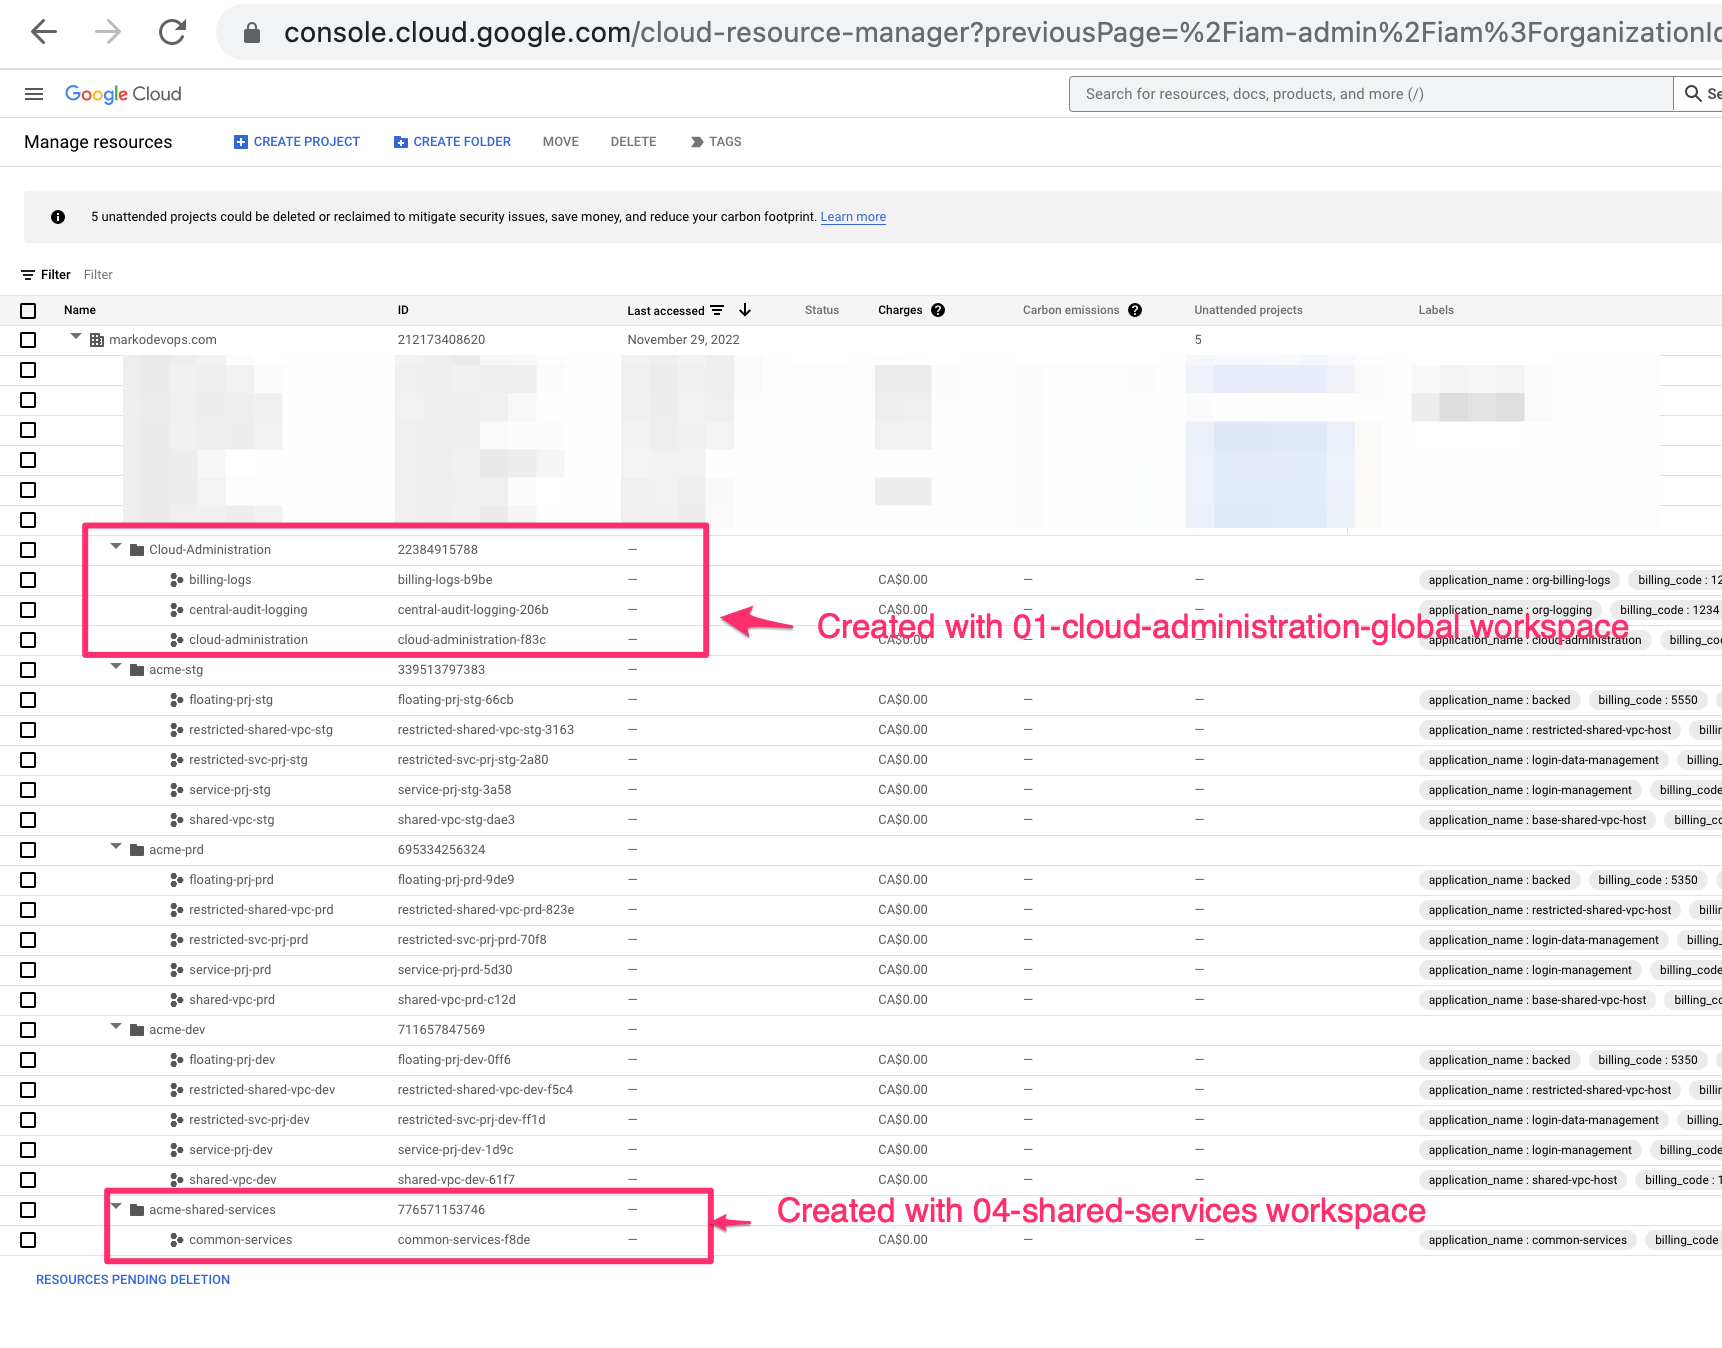 console.cloud.google.com/cloud-resource-manager?previousPage=%2Fiam-admin%2Fiam%3ForganizationId
Google Cloud
Search for resources, docs, products, and more (/)
Manage resources CREATE PROJECT CREATE FOLDER MOVE DELETE TAGS
5 unattended projects could be deleted or reclaimed to mitigate security issues, save money, and reduce your carbon footprint. Learn more
Filter Filter
Name ID Last accessed Status Charges Carbon emissions Unattended projects Labels
markodevops.com 212173408620 November 29, 2022 5
Cloud-Administration 22384915788 —
billing-logs billing-logs-b9be — CA$0.00 — — application_name : org-billing-logs billing_code : 12
central-audit-logging central-audit-logging-206b — CA$0.00 — — application_name : org-logging billing_code : 1234
Created with 01-cloud-administration-global workspace
cloud-administration cloud-administration-f83c — CA$0.00 — — application_name : cloud-administration
acme-stg 339513797383 —
floating-prj-stg floating-prj-stg-66cb — CA$0.00 — — application_name : backed billing_code : 5550
restricted-shared-vpc-stg restricted-shared-vpc-stg-3163 — CA$0.00 — — application_name : restricted-shared-vpc-host
restricted-svc-prj-stg restricted-svc-prj-stg-2a80 — CA$0.00 — — application_name : login-data-management
service-prj-stg service-prj-stg-3a58 — CA$0.00 — — application_name : login-management billing_code
shared-vpc-stg shared-vpc-stg-dae3 — CA$0.00 — — application_name : base-shared-vpc-host
acme-prd 695334256324 —
floating-prj-prd floating-prj-prd-9de9 — CA$0.00 — — application_name : backed billing_code : 5350
restricted-shared-vpc-prd restricted-shared-vpc-prd-823e — CA$0.00 — — application_name : restricted-shared-vpc-host
restricted-svc-prj-prd restricted-svc-prj-prd-70f8 — CA$0.00 — — application_name : login-data-management
service-prj-prd service-prj-prd-5d30 — CA$0.00 — — application_name : login-management billing_code
shared-vpc-prd shared-vpc-prd-c12d — CA$0.00 — — application_name : base-shared-vpc-host
acme-dev 711657847569 —
floating-prj-dev floating-prj-dev-0ff6 — CA$0.00 — — application_name : backed billing_code : 5350
restricted-shared-vpc-dev restricted-shared-vpc-dev-f5c4 — CA$0.00 — — application_name : restricted-shared-vpc-host
restricted-svc-prj-dev restricted-svc-prj-dev-ff1d — CA$0.00 — — application_name : login-data-management
service-prj-dev service-prj-dev-1d9c — CA$0.00 — — application_name : login-management billing_code
shared-vpc-dev shared-vpc-dev-61f7 — CA$0.00 — — application_name : shared-vpc-host billing_code : 1
acme-shared-services 776571153746 — Created with 04-shared-services workspace
common-services common-services-f8de — CA$0.00 — — application_name : common-services billing_code
RESOURCES PENDING DELETION